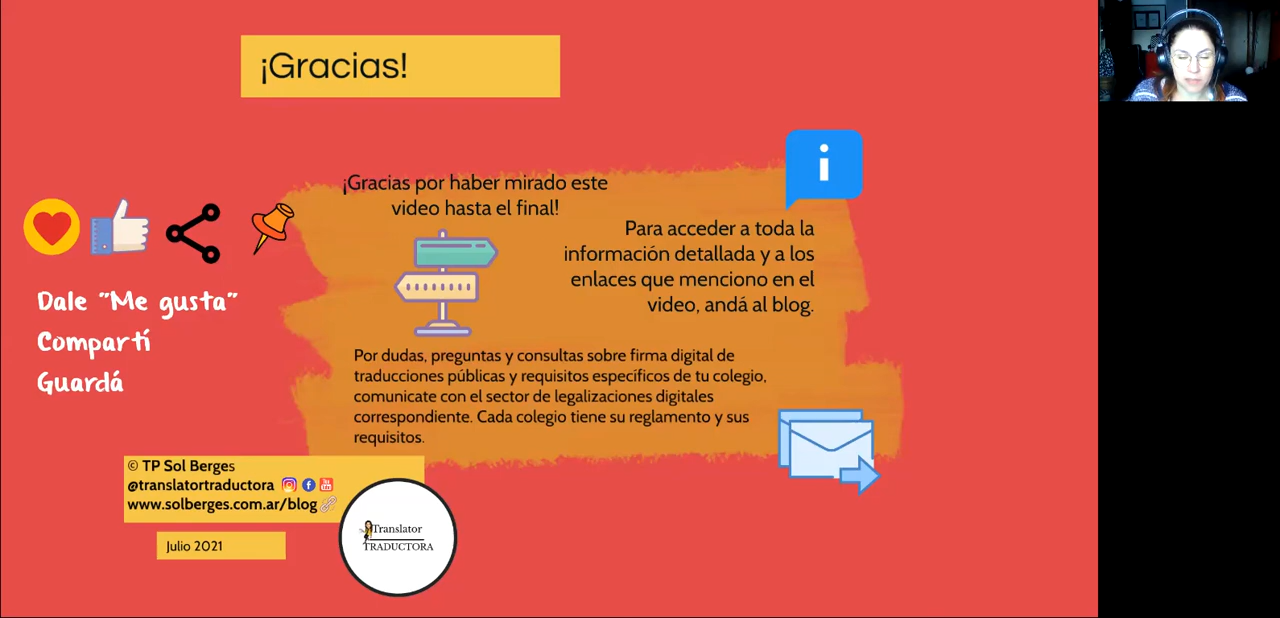 ¡Gracias!
¡Gracias por haber mirado este
video hasta el final!
Para acceder a toda la
información detallada y a los
enlaces que menciono en el
video, andá al blog.
Dale "Me gusta"
Compartí
Guardá
Por dudas, preguntas y consultas sobre firma digital de
traducciones públicas y requisitos específicos de tu colegio,
comunicate con el sector de legalizaciones digitales
correspondiente. Cada colegio tiene su reglamento y sus
requisitos.
© TP Sol Berges
@translatortraductora
www.solberges.com.ar/blog
Julio 2021
Translator
TRADUCTORA